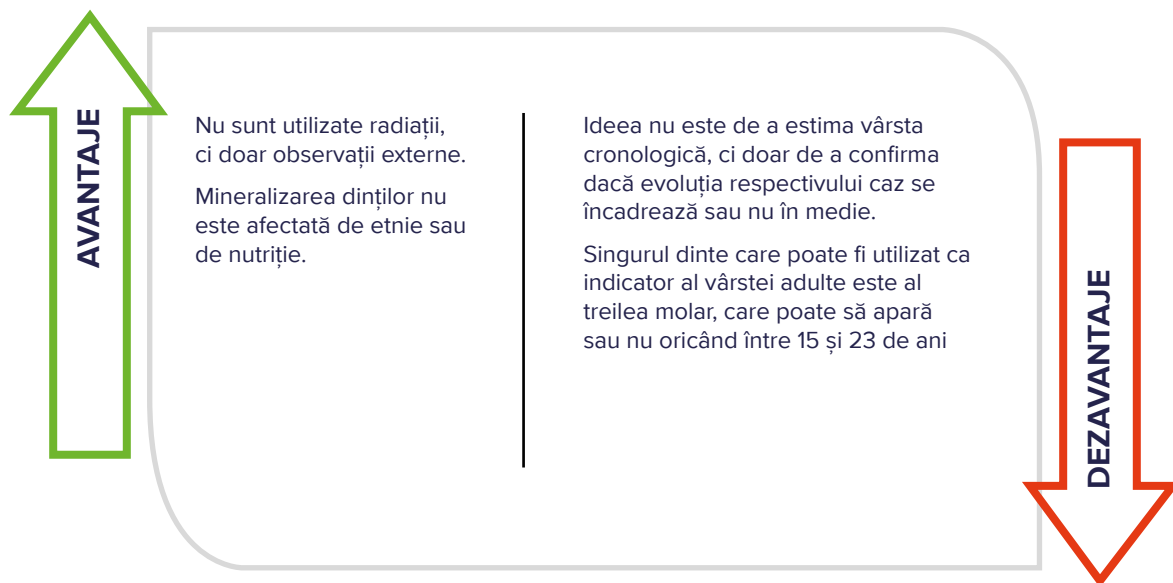 AVANTAJE
Nu sunt utilizate radiații,
ci doar observații externe.
Mineralizarea dinților nu
este afectată de etnie sau
de nutriție.
Ideea nu este de a estima vârsta
cronologică, ci doar de a confirma
dacă evoluția respectivului caz se
încadrează sau nu în medie.
Singurul dinte care poate fi utilizat ca
indicator al vârstei adulte este al
treilea molar, care poate să apară
sau nu oricând între 15 și 23 de ani
DEZAVANTAJE